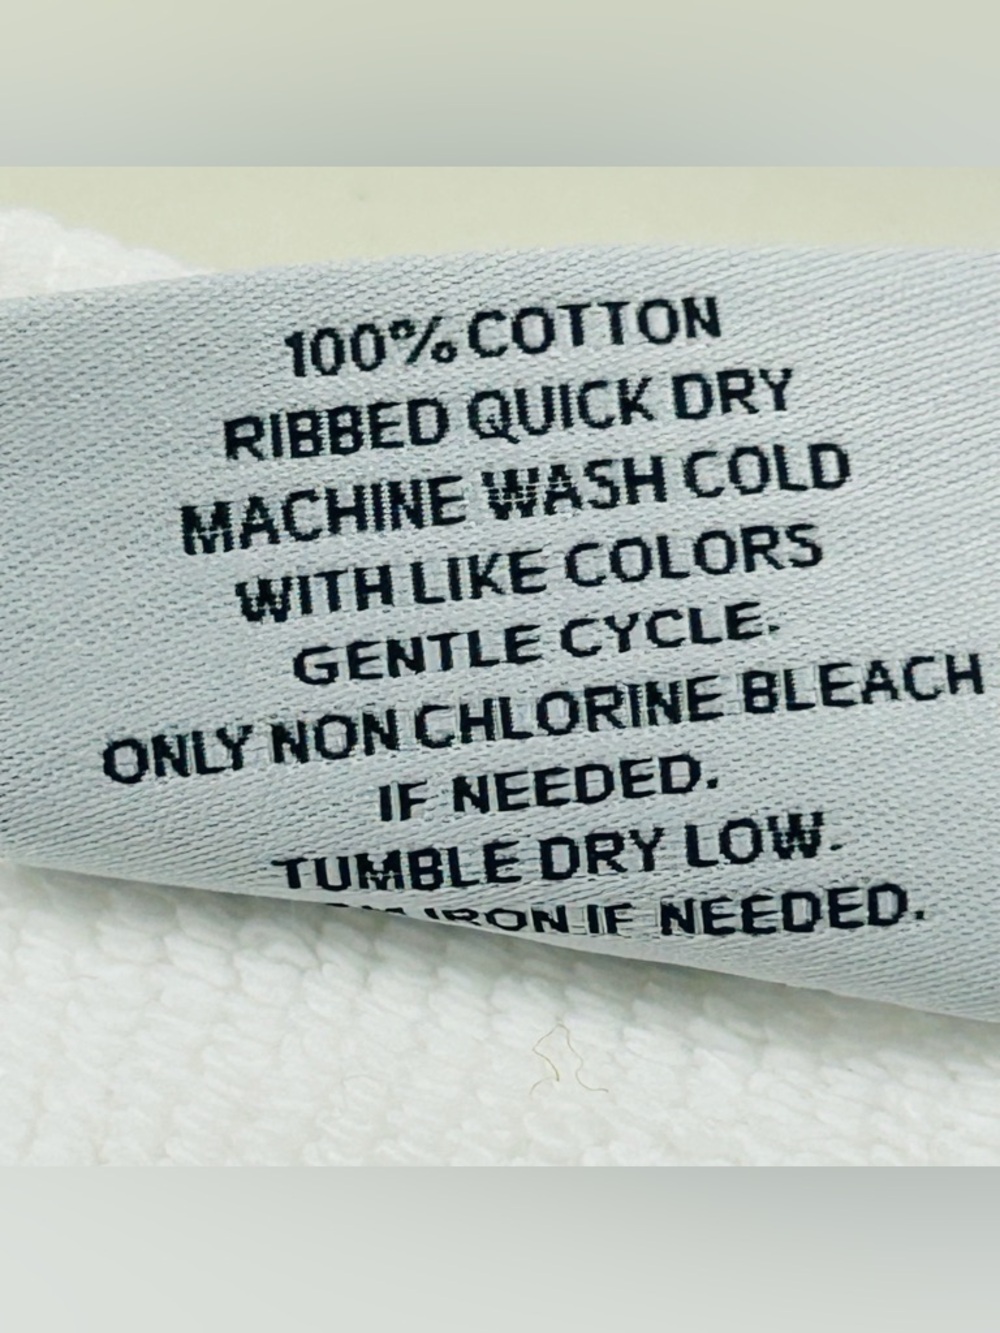 100% COTTON
RIBBED QUICK DRY
MACHINE WASH COLD
WITH LIKE COLORS
GENTLE CYCLE.
ONLY NON CHLORINE BLEACH
IF NEEDED.
TUMBLE DRY LOW.
IRON IF NEEDED.